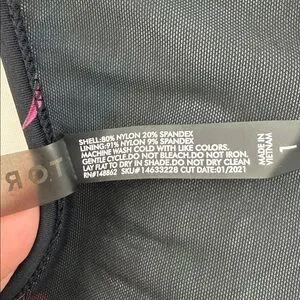 SHELL:80% NYLON 20% SPANDEX
LINING:91% NYLON 9% SPANDEX
MACHINE WASH COLD WITH LIKE COLORS.
GENTLE CYCLE.DO NOT BLEACH.DO NOT IRON.
LAY FLAT TO DRY IN SHADE.DO NOT DRY CLEAN
RN#148862 SKU#14633228 CUT DATE:01/2021
MADE IN
VIETNAM
1
TOR